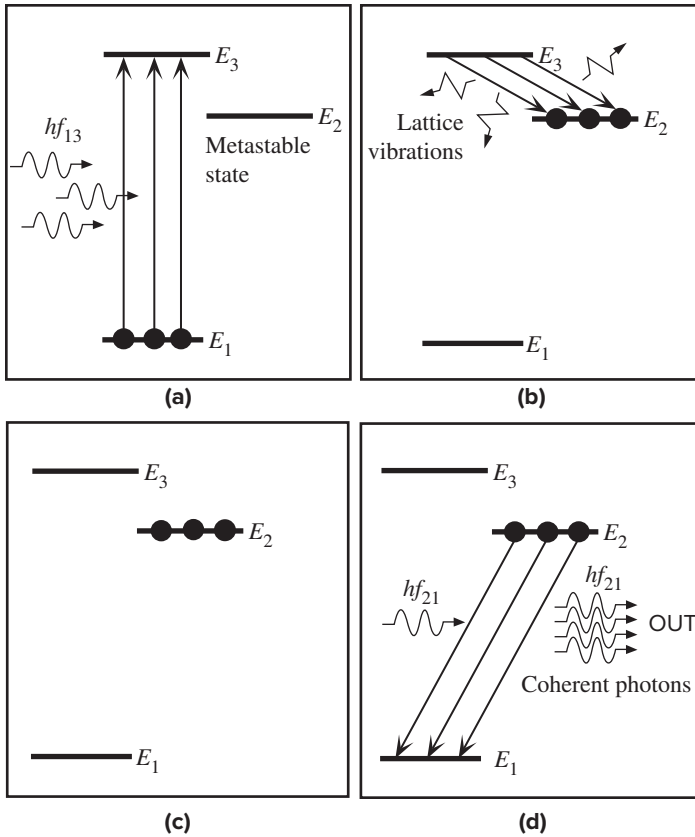 E₃
hf₁₃
E₂
Metastable
state
E₁
(a)
E₃
E₂
Lattice
vibrations
E₁
(b)
E₃
E₂
E₁
(c)
E₃
E₂
hf₂₁
hf₂₁
OUT
Coherent photons
E₁
(d)